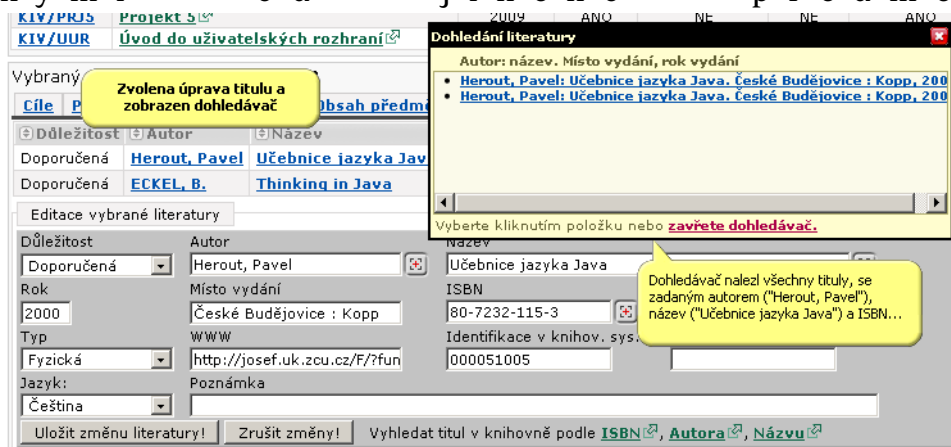 KIV/PRJ5 Projekt 5 2009 ANO NE NE ANO
KIV/UUR Úvod do uživatelských rozhraní
Dohledání literatury
Autor: název. Místo vydání, rok vydání
Herout, Pavel: Učebnice jazyka Java. České Budějovice : Kopp, 200
Herout, Pavel: Učebnice jazyka Java. České Budějovice : Kopp, 200
Vyberte kliknutím položku nebo zavřete dohledávač.
Vybraný
Zvolena úprava titulu a
zobrazen dohledávač
Cíle P Obsah předmě
Důležitost Autor Název
Doporučená Herout, Pavel Učebnice jazyka Jav
Doporučená ECKEL, B. Thinking in Java
Editace vybrané literatury
Důležitost Autor Název
Doporučená Herout, Pavel Učebnice jazyka Java
Dohledávač nalezl všechny tituly, se
zadaným autorem ("Herout, Pavel"),
název ("Učebnice jazyka Java") a ISBN...
Rok Místo vydání ISBN
2000 České Budějovice : Kopp 80-7232-115-3
Typ WWW Identifikace v knihov. sys.
Fyzická http://josef.uk.zcu.cz/F/?fun 000051005
Jazyk: Poznámka
Čeština
Uložit změnu literatury! Zrušit změny! Vyhledat titul v knihovně podle ISBN, Autora, Názvu